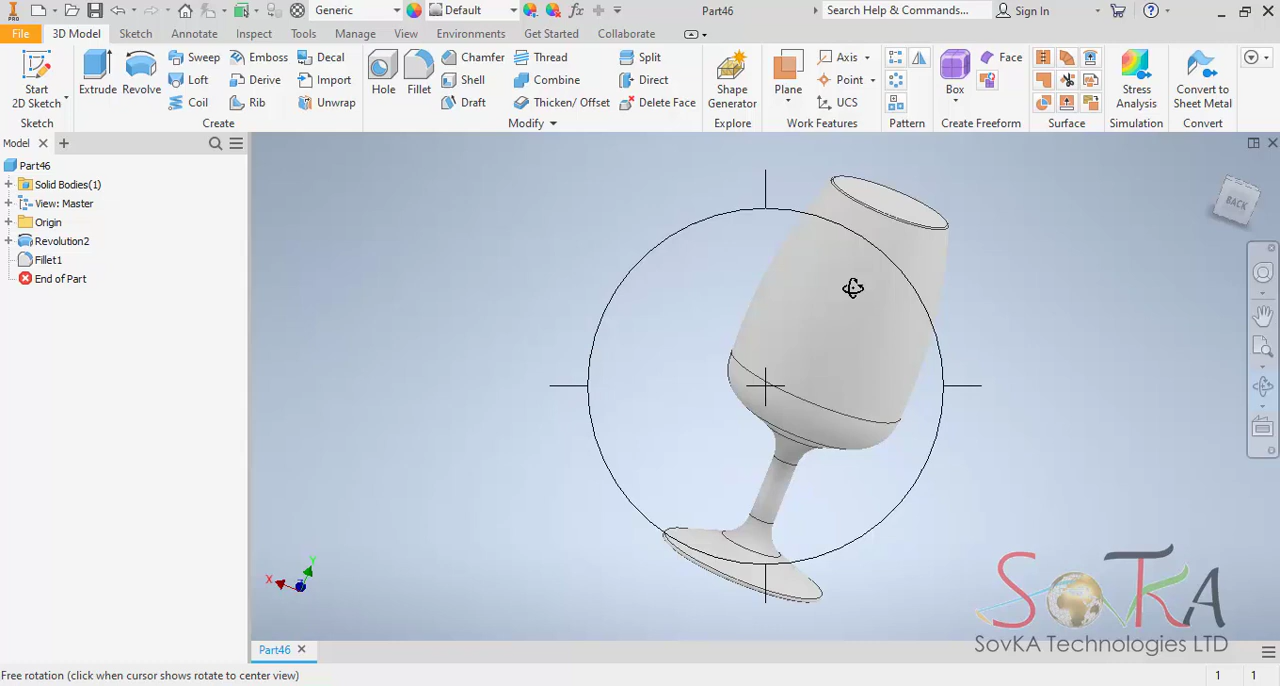 Generic Default fx Part46 Search Help & Commands... Sign In
PRO
File 3D Model Sketch Annotate Inspect Tools Manage View Environments Get Started Collaborate
Start 2D Sketch
Extrude
Revolve
Sweep
Loft
Coil
Emboss
Derive
Rib
Decal
Import
Unwrap
Hole
Fillet
Chamfer
Shell
Draft
Thread
Combine
Thicken/ Offset
Split
Direct
Delete Face
Shape Generator
Plane
Axis
Point
UCS
Box
Face
Stress Analysis
Convert to Sheet Metal
Sketch Create Modify Explore Work Features Pattern Create Freeform Surface Simulation Convert
Model
Part46
Solid Bodies(1)
View: Master
Origin
Revolution2
Fillet1
End of Part
BACK
X Y
SovKA
SovKA Technologies LTD
Part46
Free rotation (click when cursor shows rotate to center view) 1 1